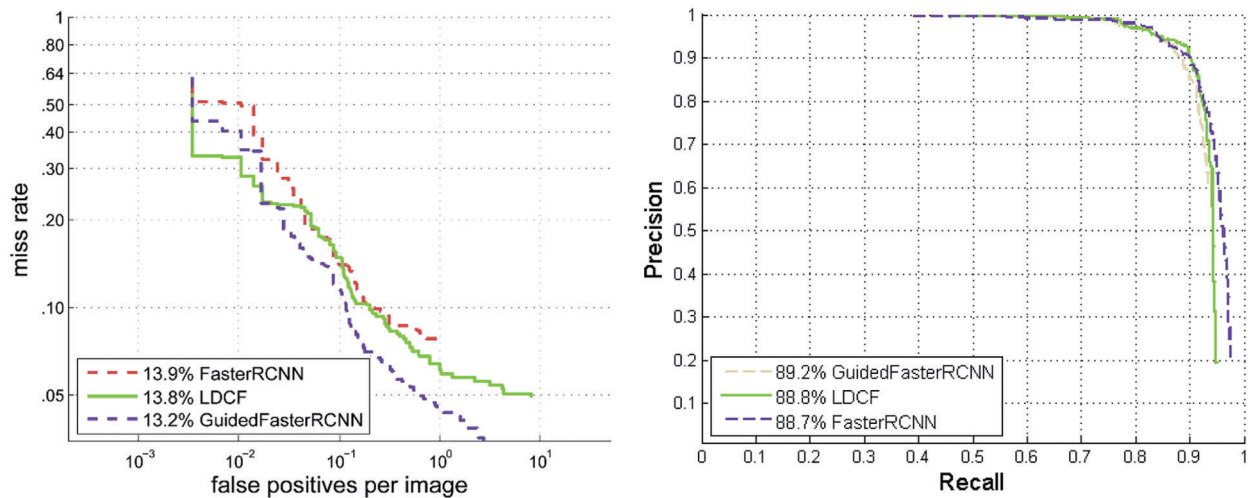 1
.80
.64
.50
.40
.30
.20
.10
.05
miss rate
13.9% FasterRCNN
13.8% LDCF
13.2% GuidedFasterRCNN
10⁻³ 10⁻² 10⁻¹ 10⁰ 10¹
false positives per image
1
0.9
0.8
0.7
0.6
0.5
0.4
0.3
0.2
0.1
Precision
89.2% GuidedFasterRCNN
88.8% LDCF
88.7% FasterRCNN
0 0.1 0.2 0.3 0.4 0.5 0.6 0.7 0.8 0.9 1
Recall